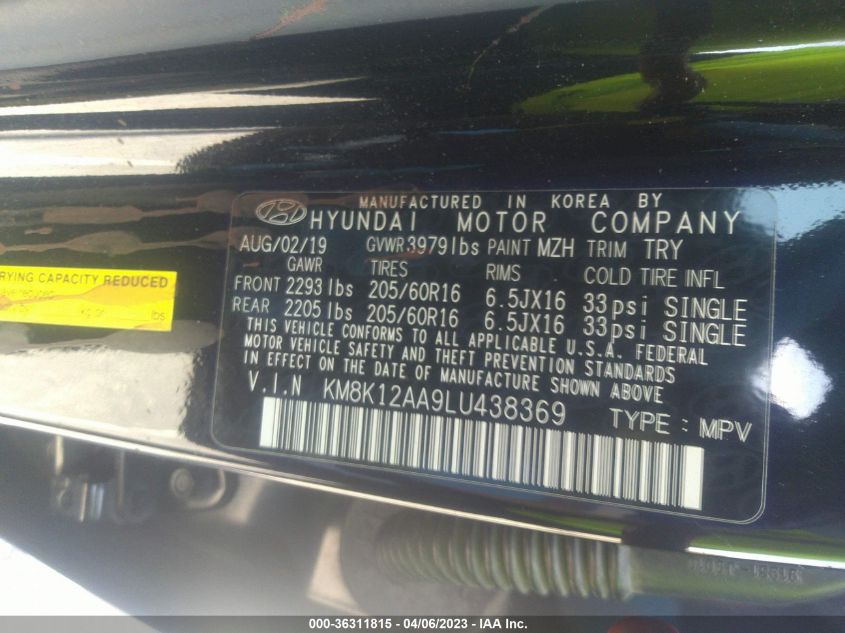 MANUFACTURED IN KOREA BY
HYUNDAI MOTOR COMPANY
AUG/02/19 GVWR 3979lbs PAINT MZH TRIM TRY
GAWR TIRES RIMS COLD TIRE INFL
FRONT 2293 lbs 205/60R16 6.5JX16 33psi SINGLE
REAR 2205 lbs 205/60R16 6.5JX16 33psi SINGLE
THIS VEHICLE CONFORMS TO ALL APPLICABLE U.S.A. FEDERAL
MOTOR VEHICLE SAFETY AND THEFT PREVENTION STANDARDS
IN EFFECT ON THE DATE OF MANUFACTURE SHOWN ABOVE
V.I.N KM8K12AA9LU438369 TYPE : MPV
RYING CAPACITY REDUCED
lbs
000-36311815 - 04/06/2023 - IAA Inc.